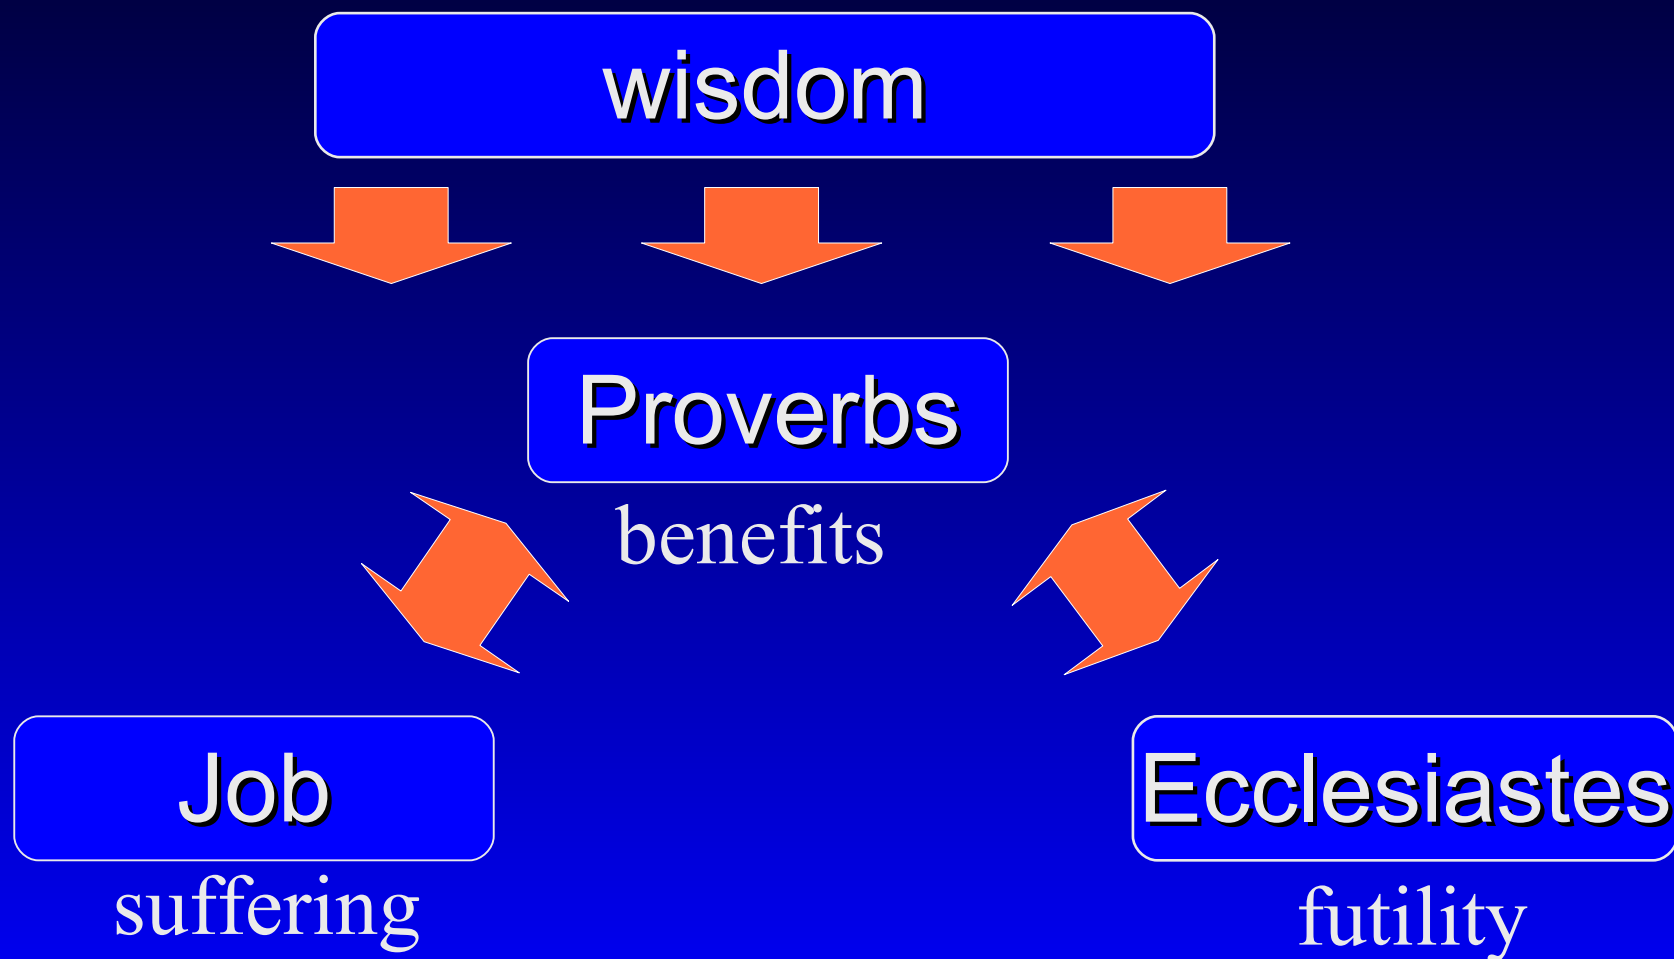 wisdom
Proverbs
benefits
Job
suffering
Ecclesiastes
futility